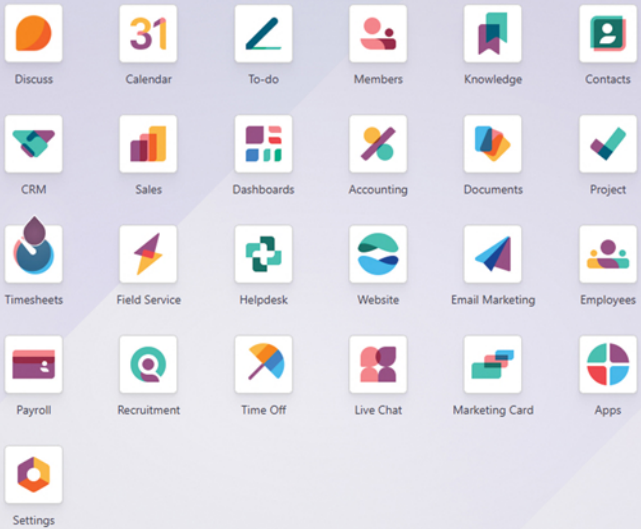 31
Discuss
Calendar
To-do
Members
Knowledge
Contacts
CRM
Sales
Dashboards
Accounting
Documents
Project
Timesheets
Field Service
Helpdesk
Website
Email Marketing
Employees
Payroll
Recruitment
Time Off
Live Chat
Marketing Card
Apps
Settings